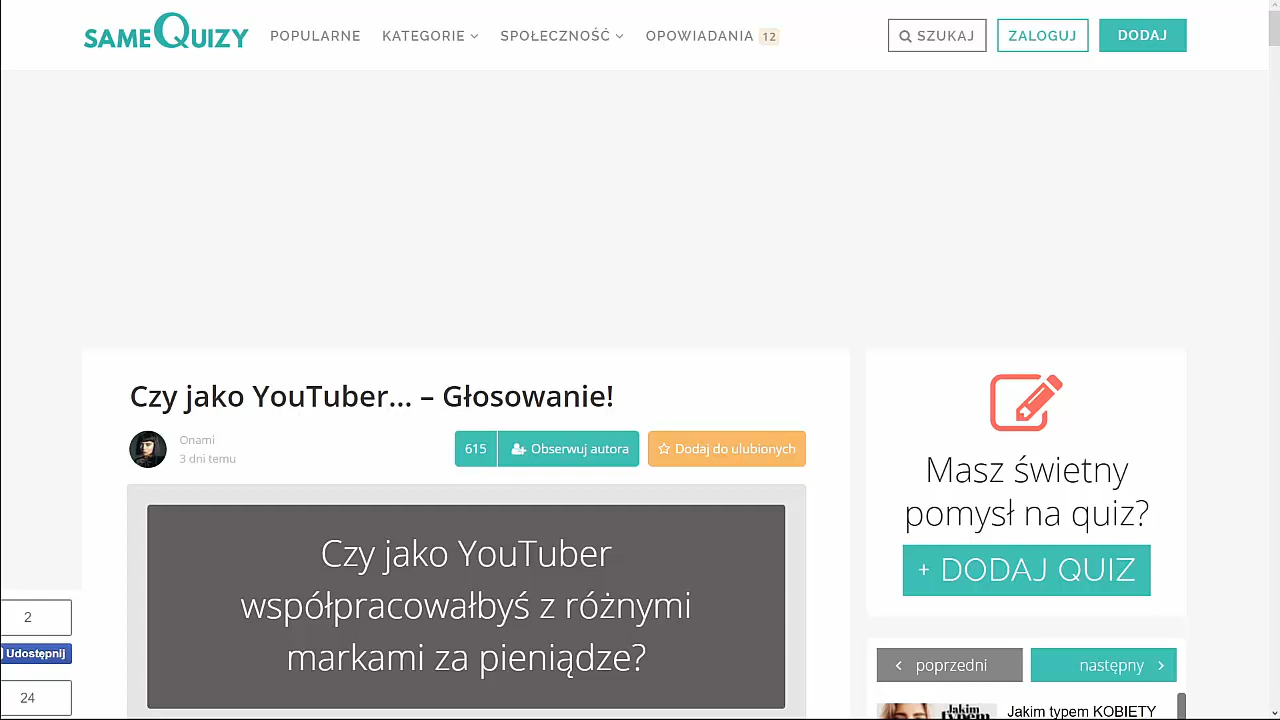 SAMEQUIZY
POPULARNE
KATEGORIE
SPOŁECZNOŚĆ
OPOWIADANIA 12
SZUKAJ
ZALOGUJ
DODAJ
Czy jako YouTuber... – Głosowanie!
Onami
3 dni temu
615
Obserwuj autora
Dodaj do ulubionych
Czy jako YouTuber
współpracowałbyś z różnymi
markami za pieniądze?
2
Udostępnij
24
Masz świetny
pomysł na quiz?
+ DODAJ QUIZ
poprzedni
następny
Jakim
Jakim typem KOBIETY